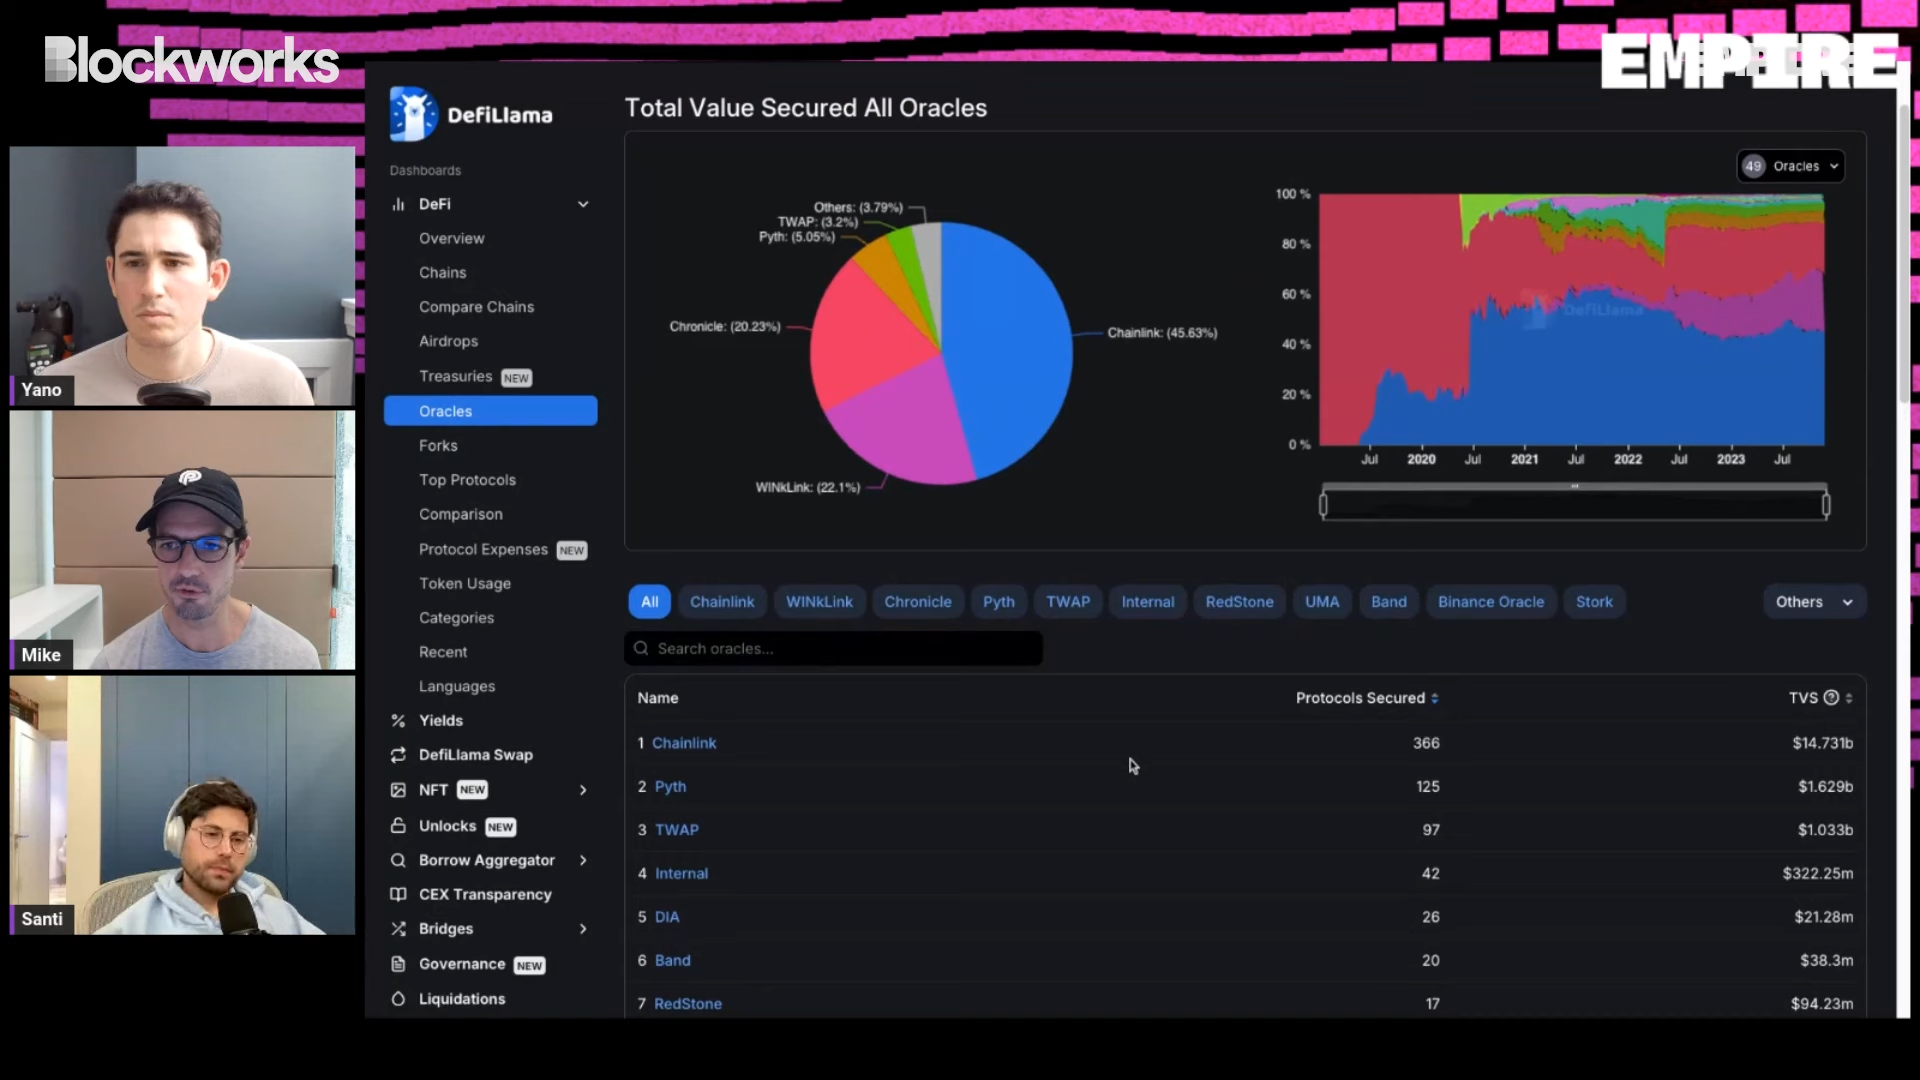 Blockworks
EMPIRE
Yano
Mike
Santi
DefiLlama
Dashboards
DeFi
Overview
Chains
Compare Chains
Airdrops
Treasuries NEW
Oracles
Forks
Top Protocols
Comparison
Protocol Expenses NEW
Token Usage
Categories
Recent
Languages
Yields
DefiLlama Swap
NFT NEW
Unlocks NEW
Borrow Aggregator
CEX Transparency
Bridges
Governance NEW
Liquidations
Total Value Secured All Oracles
49 Oracles
Others: (3.79%)
TWAP: (3.2%)
Pyth: (5.05%)
Chronicle: (20.23%)
Chainlink: (45.63%)
WINkLink: (22.1%)
100 %
80 %
60 %
40 %
20 %
0 %
DefiLlama
Jul 2020 Jul 2021 Jul 2022 Jul 2023 Jul
All Chainlink WINkLink Chronicle Pyth TWAP Internal RedStone UMA Band Binance Oracle Stork Others
Search oracles...
Name Protocols Secured TVS
1 Chainlink 366 $14.731b
2 Pyth 125 $1.629b
3 TWAP 97 $1.033b
4 Internal 42 $322.25m
5 DIA 26 $21.28m
6 Band 20 $38.3m
7 RedStone 17 $94.23m